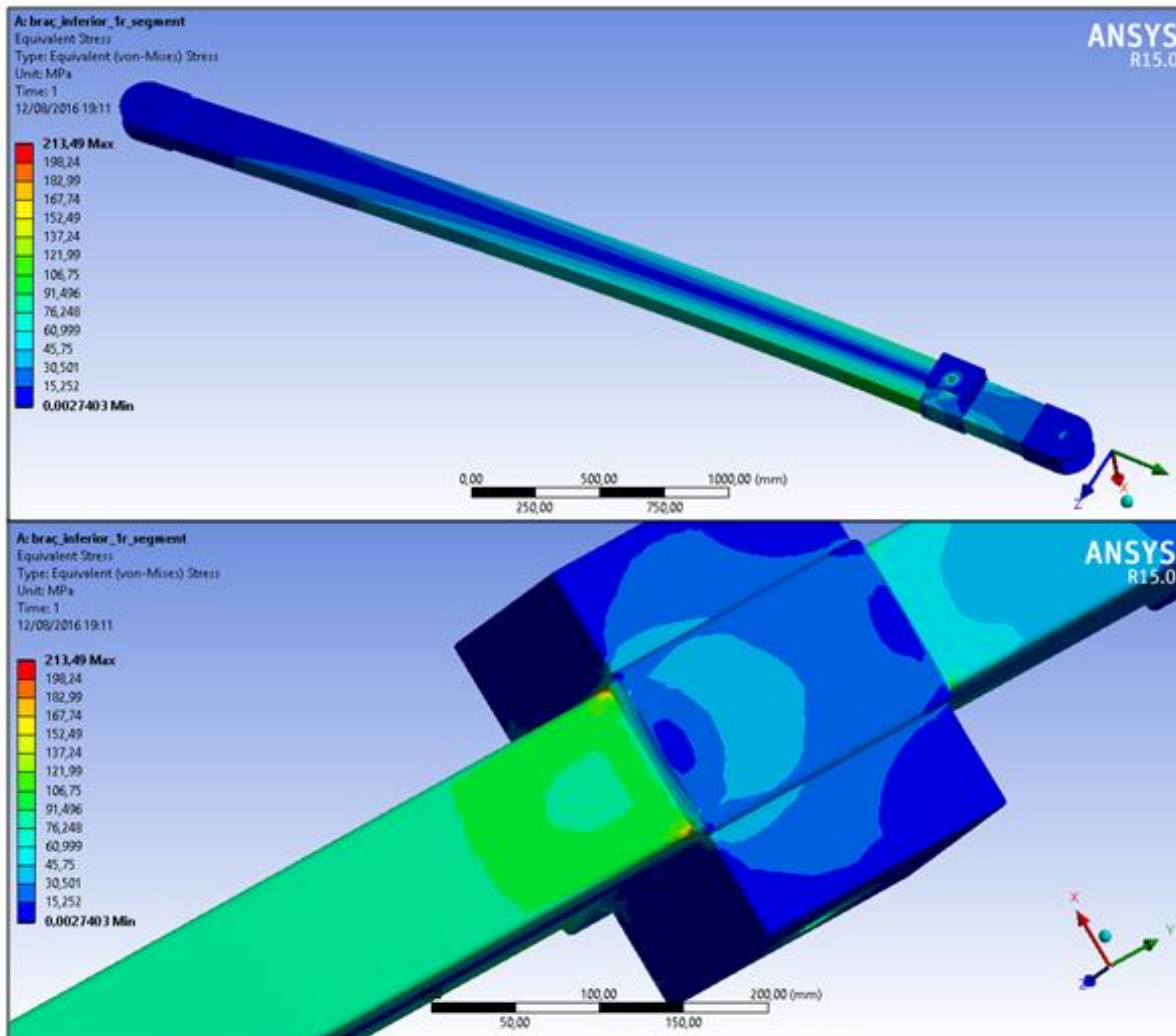 A: braç_inferior_1r_segment
Equivalent Stress
Type: Equivalent (von-Mises) Stress
Unit: MPa
Time: 1
12/08/2016 19:11
ANSYS
R15.0
213,49 Max
198,24
182,99
167,74
152,49
137,24
121,99
106,75
91,496
76,248
60,999
45,75
30,501
15,252
0,0027403 Min
0,00 500,00 1000,00 (mm)
250,00 750,00
X
Z
A: braç_inferior_1r_segment
Equivalent Stress
Type: Equivalent (von-Mises) Stress
Unit: MPa
Time: 1
12/08/2016 19:11
ANSYS
R15.0
213,49 Max
198,24
182,99
167,74
152,49
137,24
121,99
106,75
91,496
76,248
60,999
45,75
30,501
15,252
0,0027403 Min
100,00 200,00 (mm)
50,00 150,00
X
Y
Z